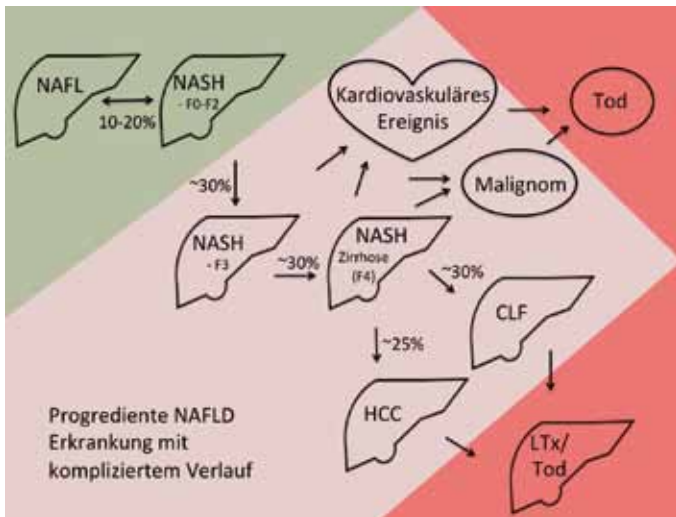 NAFL
10-20%
NASH
- F0-F2
Kardiovaskuläres
Ereignis
Tod
~30%
Malignom
NASH
- F3
~30%
NASH
Zirrhose
(F4)
~30%
CLF
~25%
HCC
LTx/
Tod
Progrediente NAFLD
Erkrankung mit
kompliziertem Verlauf